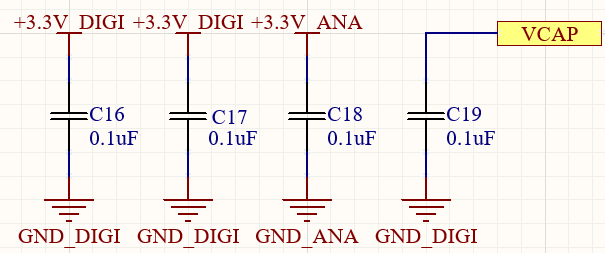 +3.3V_DIGI +3.3V_DIGI +3.3V_ANA VCAP
C16 C17 C18 C19
0.1uF 0.1uF 0.1uF 0.1uF
GND_DIGI GND_DIGI GND_ANA GND_DIGI